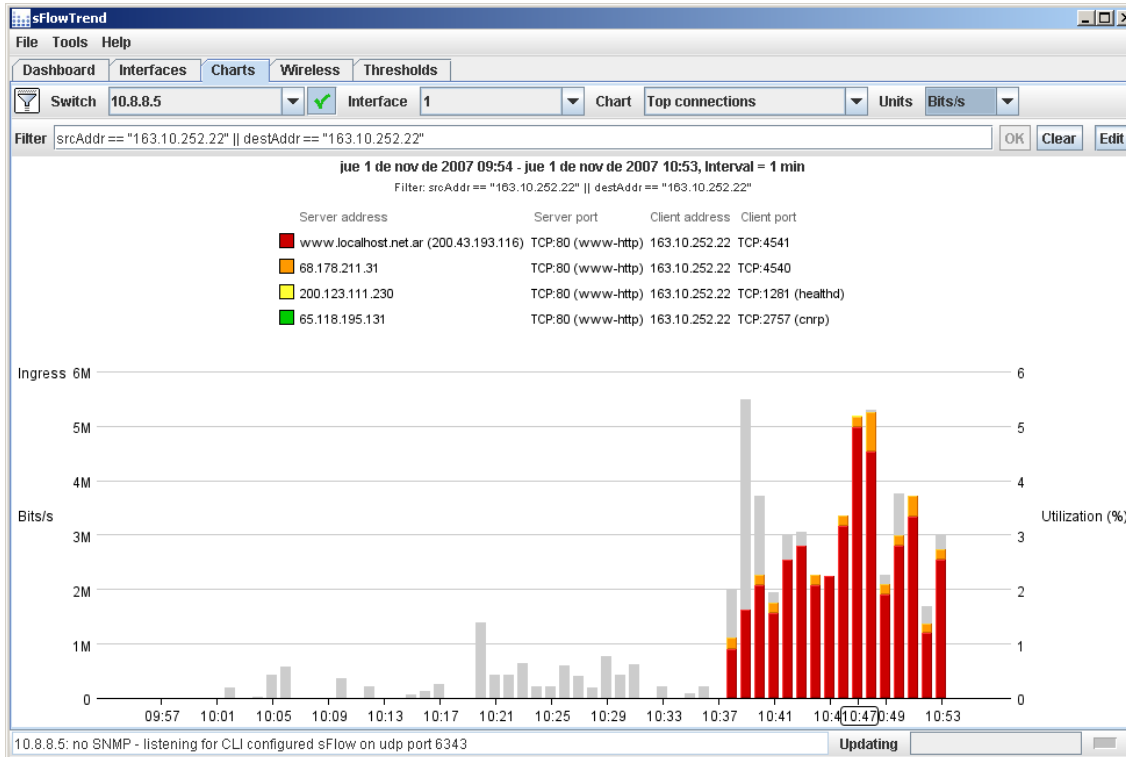 sFlowTrend
File Tools Help
Dashboard Interfaces Charts Wireless Thresholds
Switch 10.8.8.5 Interface 1 Chart Top connections Units Bits/s
Filter srcAddr == "163.10.252.22" || destAddr == "163.10.252.22" OK Clear Edit
jue 1 de nov de 2007 09:54 - jue 1 de nov de 2007 10:53, Interval = 1 min
Filter: srcAddr == "163.10.252.22" || destAddr == "163.10.252.22"
Server address Server port Client address Client port
www.localhost.net.ar (200.43.193.116) TCP:80 (www-http) 163.10.252.22 TCP:4541
68.178.211.31 TCP:80 (www-http) 163.10.252.22 TCP:4540
200.123.111.230 TCP:80 (www-http) 163.10.252.22 TCP:1281 (healthd)
65.118.195.131 TCP:80 (www-http) 163.10.252.22 TCP:2757 (cnrp)
Ingress 6M 6
5M 5
4M 4
Bits/s Utilization (%)
3M 3
2M 2
1M 1
0 0
09:57 10:01 10:05 10:09 10:13 10:17 10:21 10:25 10:29 10:33 10:37 10:41 10:47 10:53
10.8.8.5: no SNMP - listening for CLI configured sFlow on udp port 6343 Updating